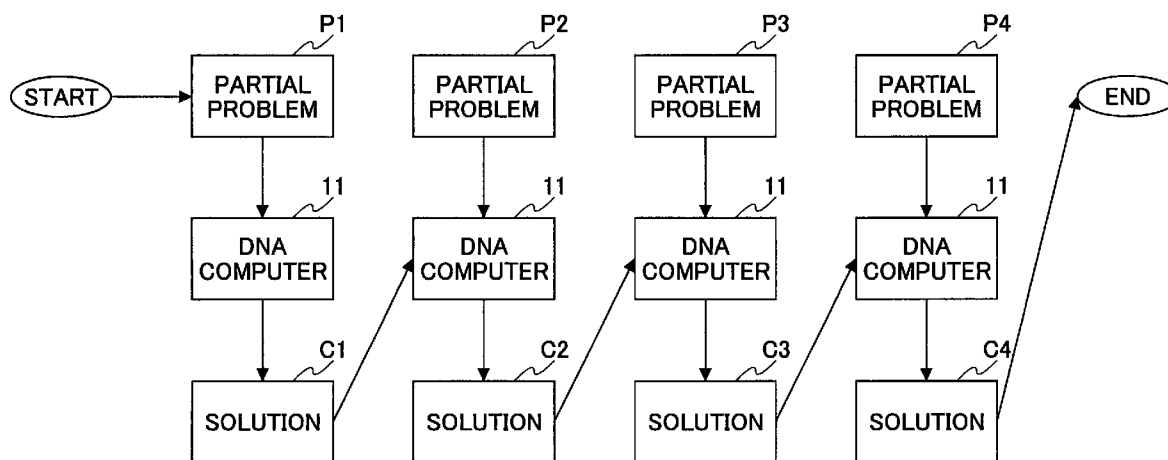 P1 P2 P3 P4
START PARTIAL PROBLEM PARTIAL PROBLEM PARTIAL PROBLEM PARTIAL PROBLEM END
11 11 11 11
DNA COMPUTER DNA COMPUTER DNA COMPUTER DNA COMPUTER
C1 C2 C3 C4
SOLUTION SOLUTION SOLUTION SOLUTION